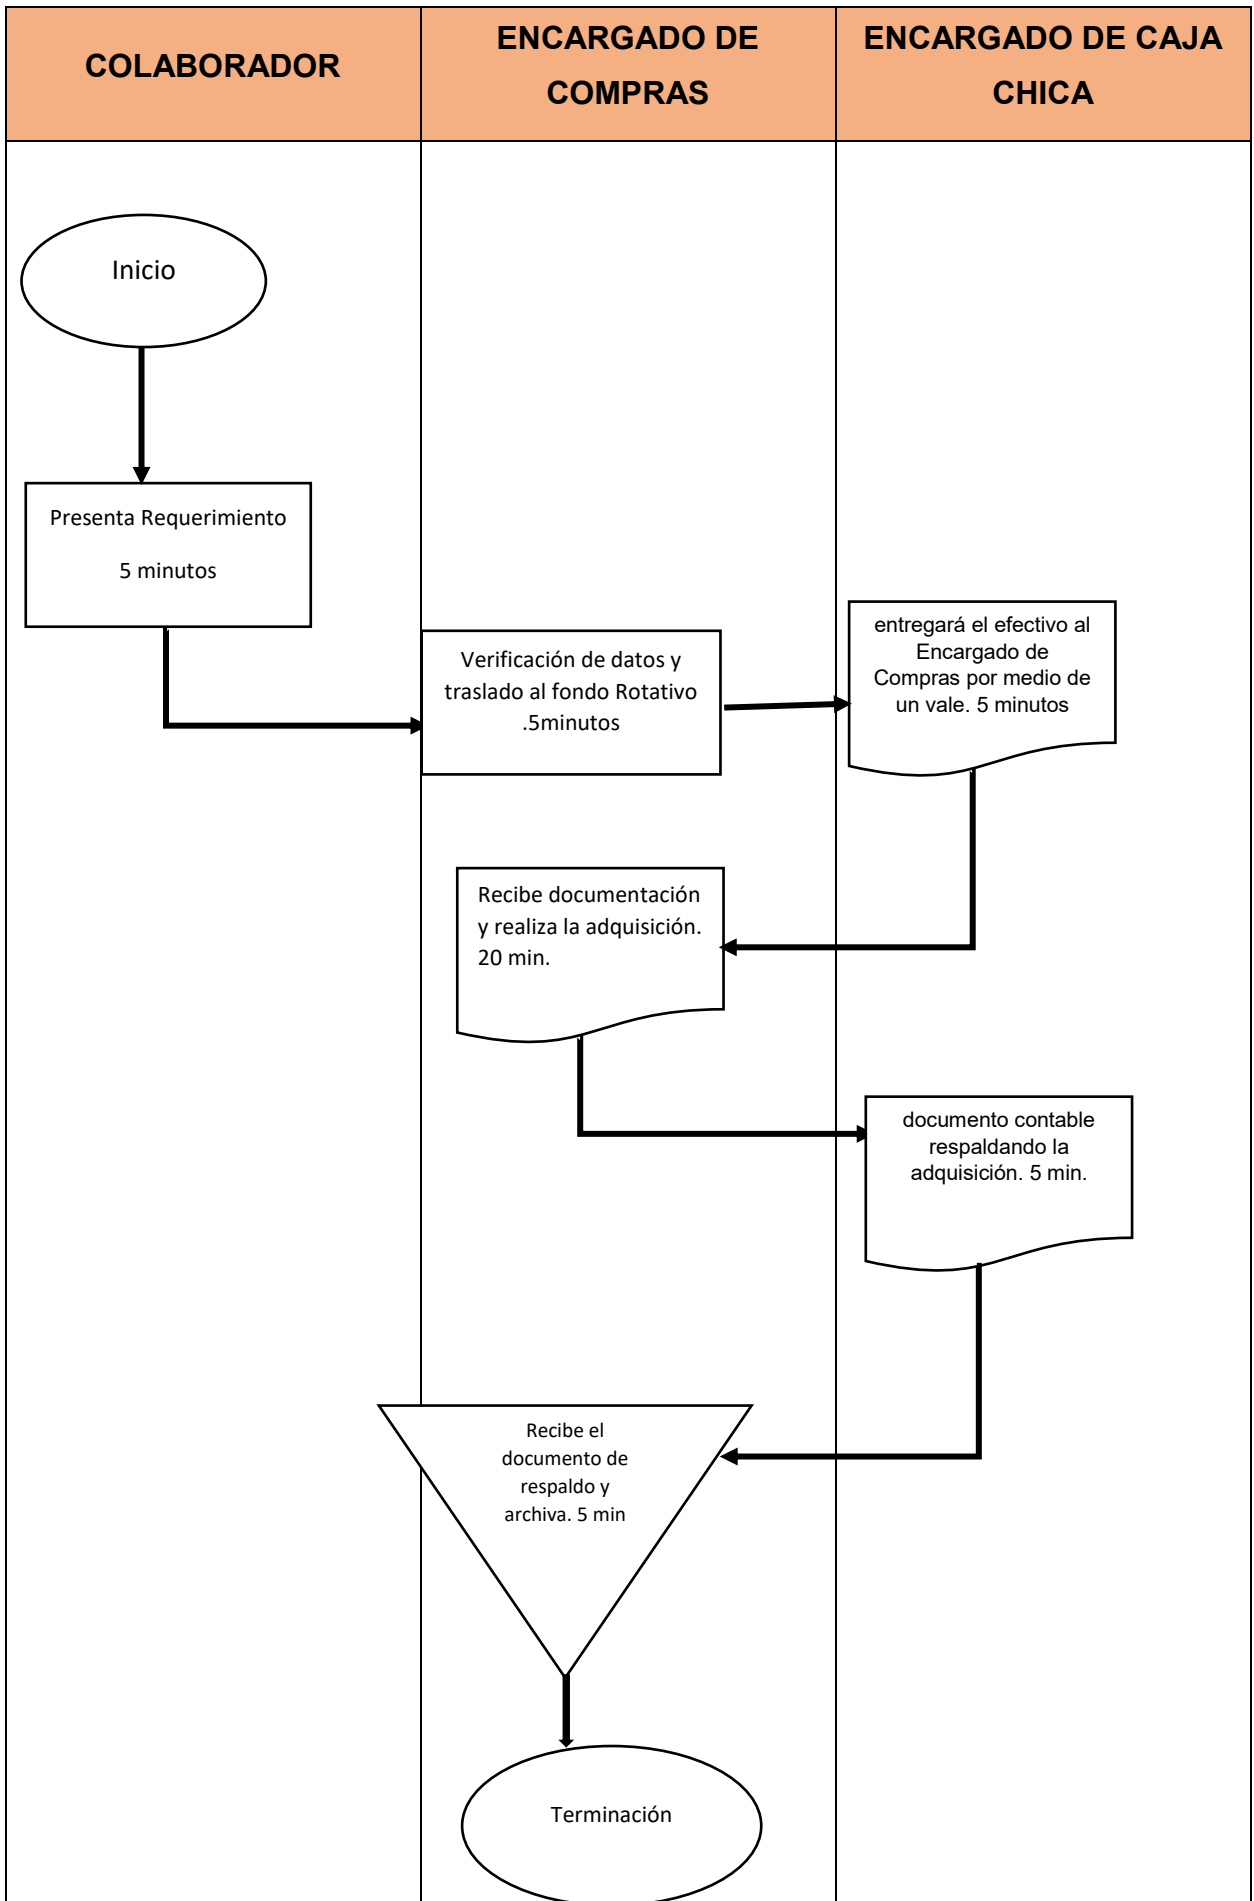 COLABORADOR
ENCARGADO DE
COMPRAS
ENCARGADO DE CAJA
CHICA
Inicio
Presenta Requerimiento
5 minutos
Verificación de datos y
traslado al fondo Rotativo
.5minutos
entregará el efectivo al
Encargado de
Compras por medio de
un vale. 5 minutos
Recibe documentación
y realiza la adquisición.
20 min.
documento contable
respaldando la
adquisición. 5 min.
Recibe el
documento de
respaldo y
archiva. 5 min
Terminación